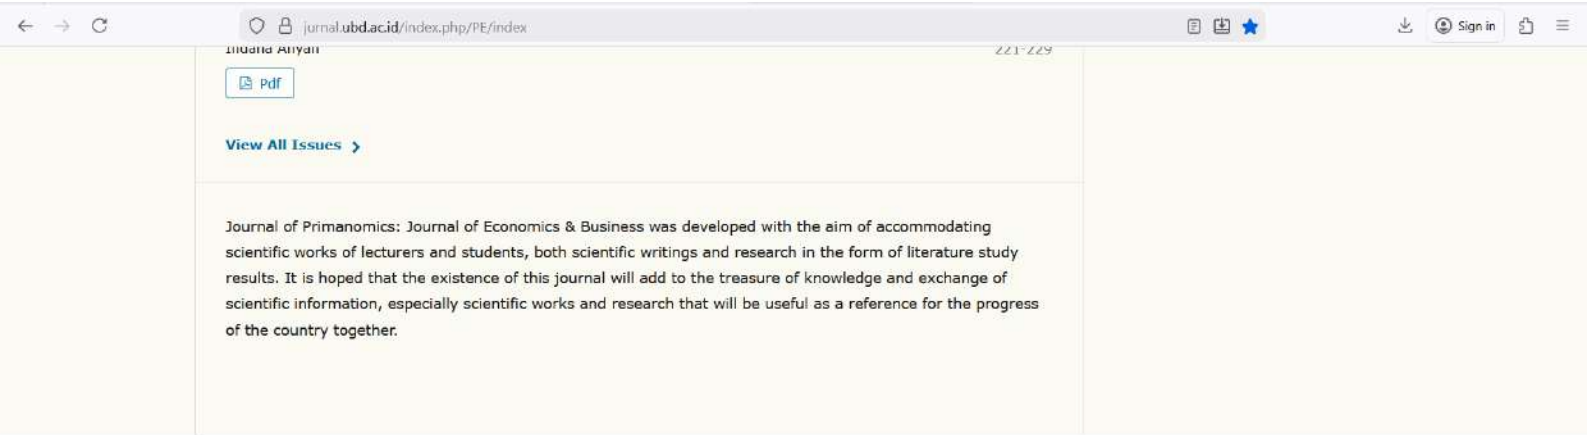 jurnal.ubd.ac.id/index.php/PE/index
Sign in
221-229
Pdf
View All Issues
Journal of Primanomics: Journal of Economics & Business was developed with the aim of accommodating
scientific works of lecturers and students, both scientific writings and research in the form of literature study
results. It is hoped that the existence of this journal will add to the treasure of knowledge and exchange of
scientific information, especially scientific works and research that will be useful as a reference for the progress
of the country together.